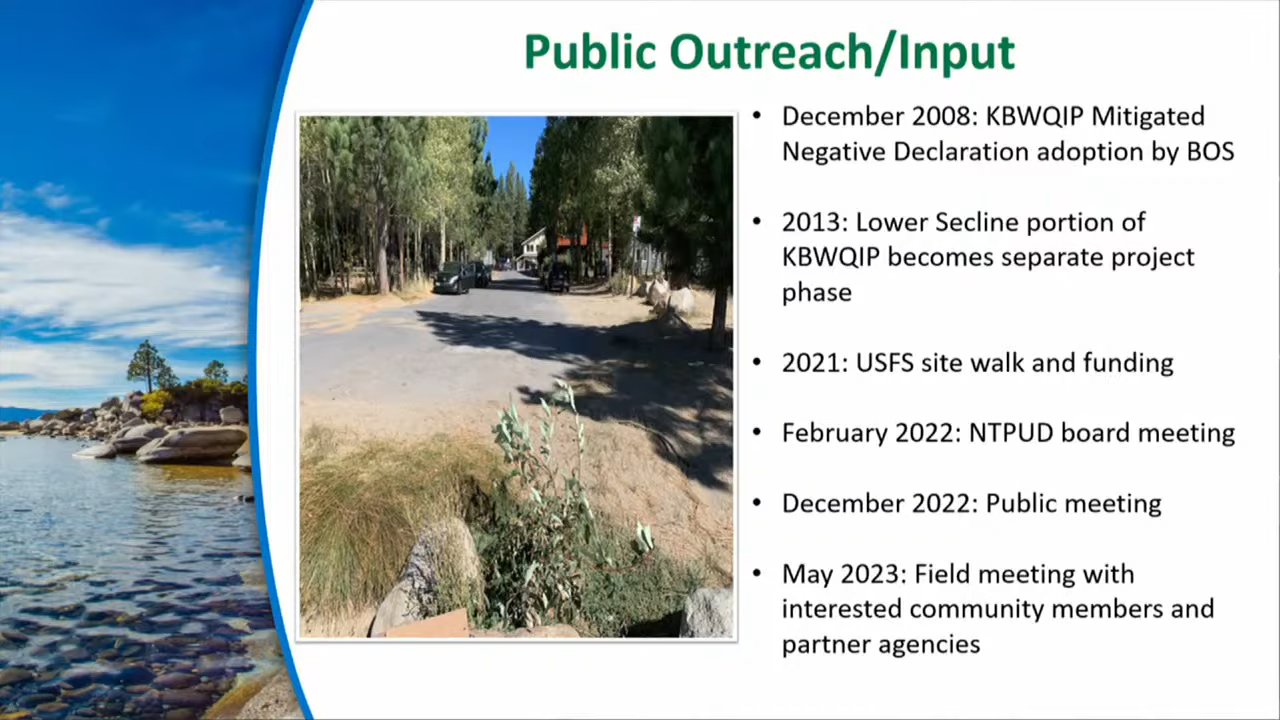 Public Outreach/Input
• December 2008: KBWQIP Mitigated
Negative Declaration adoption by BOS
• 2013: Lower Secline portion of
KBWQIP becomes separate project
phase
• 2021: USFS site walk and funding
• February 2022: NTPUD board meeting
• December 2022: Public meeting
• May 2023: Field meeting with
interested community members and
partner agencies